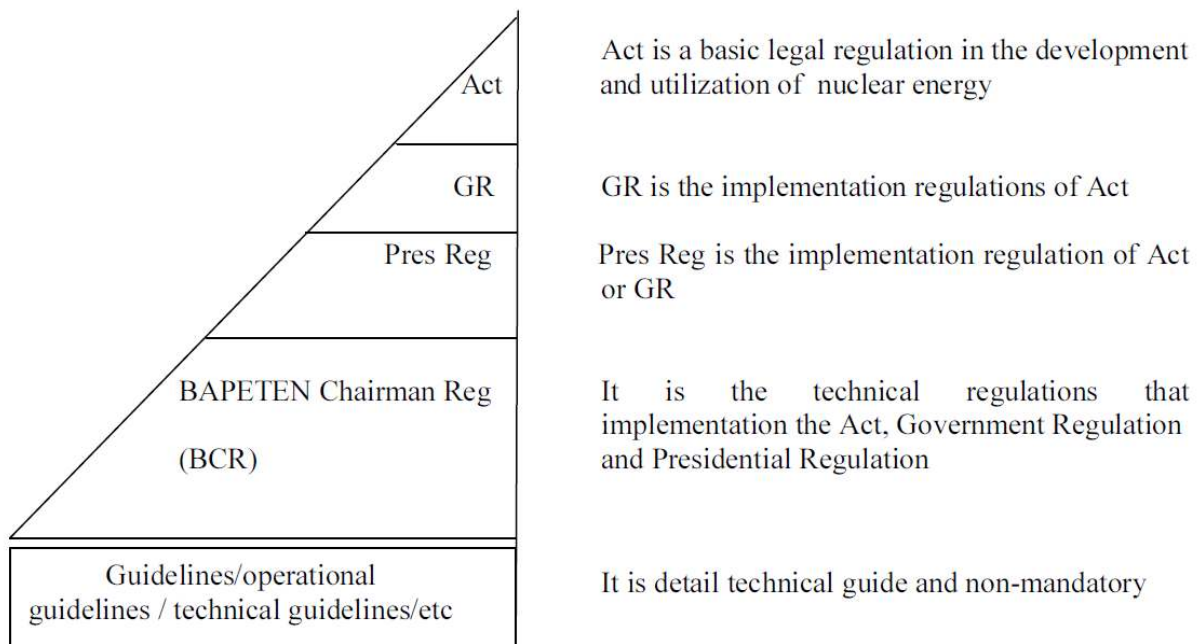 Act
Act is a basic legal regulation in the development
and utilization of nuclear energy
GR
GR is the implementation regulations of Act
Pres Reg
Pres Reg is the implementation regulation of Act
or GR
BAPETEN Chairman Reg
(BCR)
It is the technical regulations that
implementation the Act, Government Regulation
and Presidential Regulation
Guidelines/operational
guidelines / technical guidelines/etc
It is detail technical guide and non-mandatory